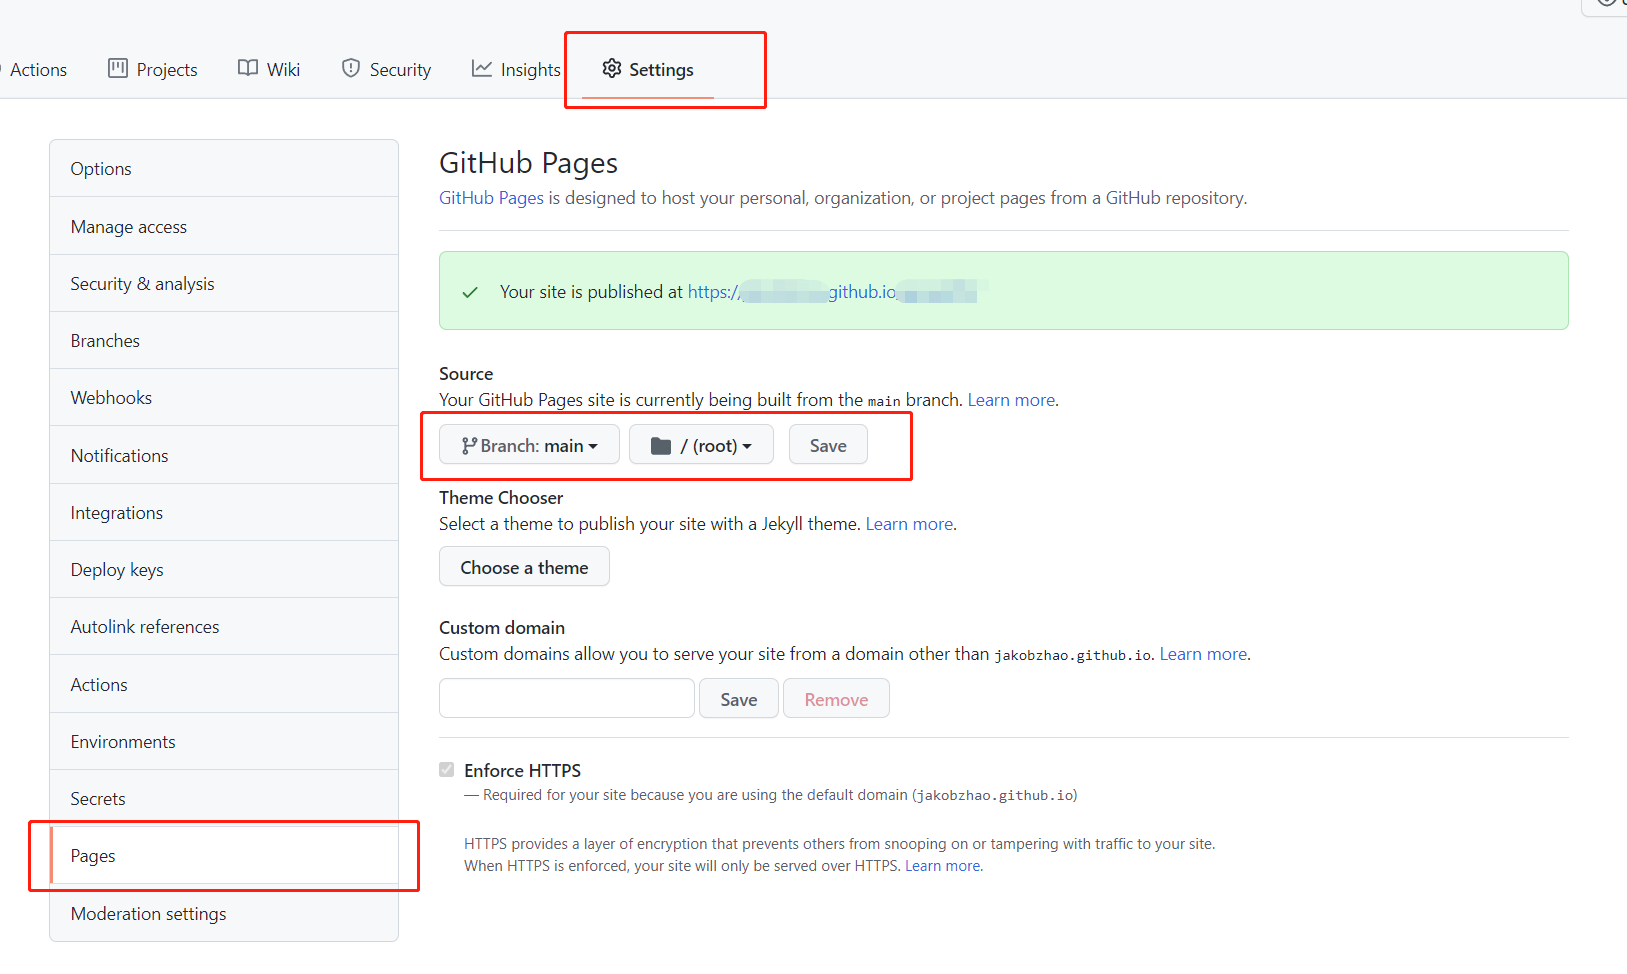 Actions Projects Wiki Security Insights Settings
Options
Manage access
Security & analysis
Branches
Webhooks
Notifications
Integrations
Deploy keys
Autolink references
Actions
Environments
Secrets
Pages
Moderation settings
GitHub Pages
GitHub Pages is designed to host your personal, organization, or project pages from a GitHub repository.
Your site is published at https:// github.io
Source
Your GitHub Pages site is currently being built from the main branch. Learn more.
Branch: main / (root) Save
Theme Chooser
Select a theme to publish your site with a Jekyll theme. Learn more.
Choose a theme
Custom domain
Custom domains allow you to serve your site from a domain other than jakobzhao.github.io. Learn more.
Save Remove
Enforce HTTPS
— Required for your site because you are using the default domain (jakobzhao.github.io)
HTTPS provides a layer of encryption that prevents others from snooping on or tampering with traffic to your site.
When HTTPS is enforced, your site will only be served over HTTPS. Learn more.